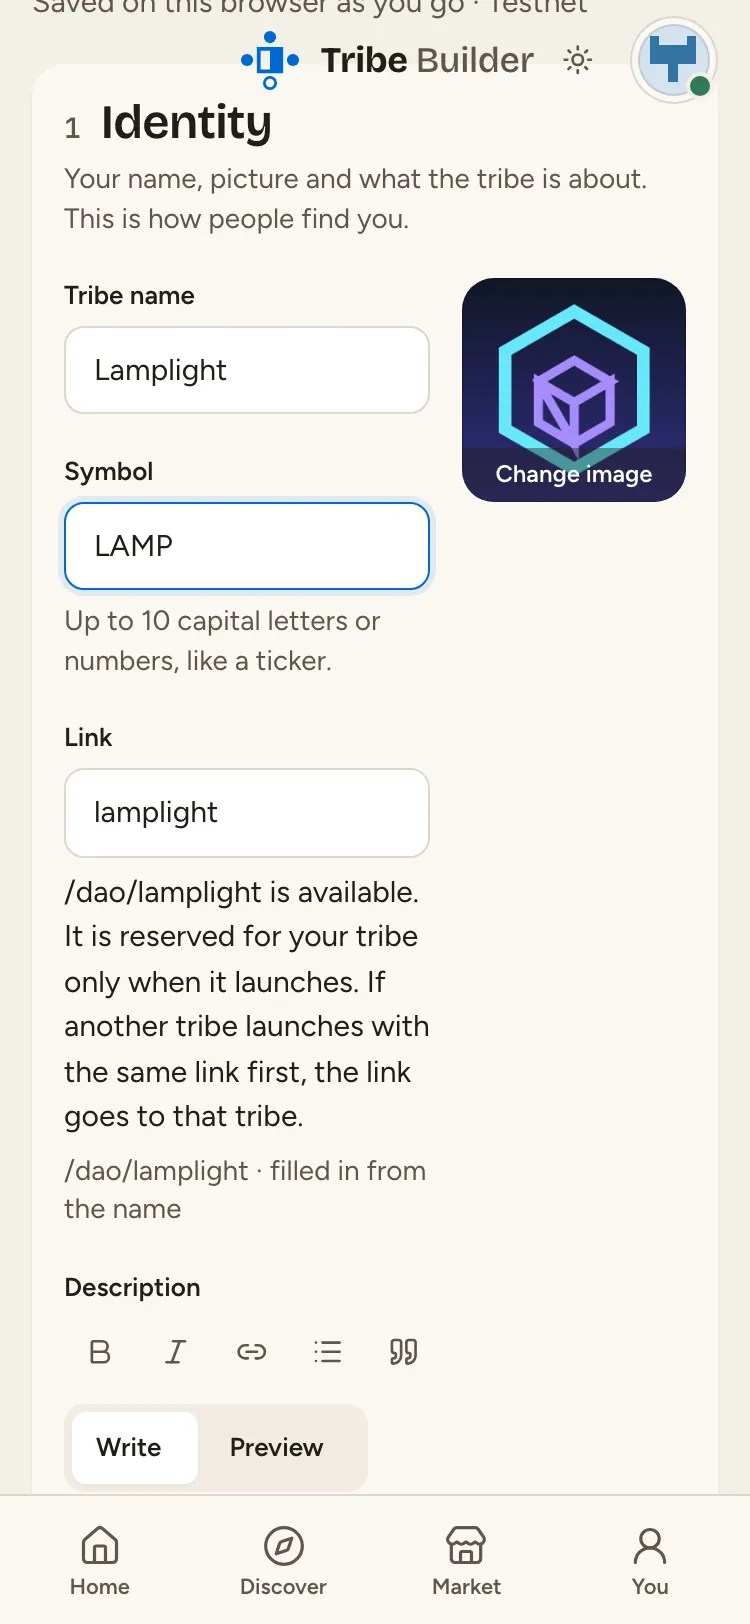 Saved on this browser as you go · Testnet
Tribe Builder
1 Identity
Your name, picture and what the tribe is about.
This is how people find you.
Tribe name
Lamplight
Change image
Symbol
LAMP
Up to 10 capital letters or
numbers, like a ticker.
Link
lamplight
/dao/lamplight is available.
It is reserved for your tribe
only when it launches. If
another tribe launches with
the same link first, the link
goes to that tribe.
/dao/lamplight · filled in from
the name
Description
Write Preview
Home Discover Market You